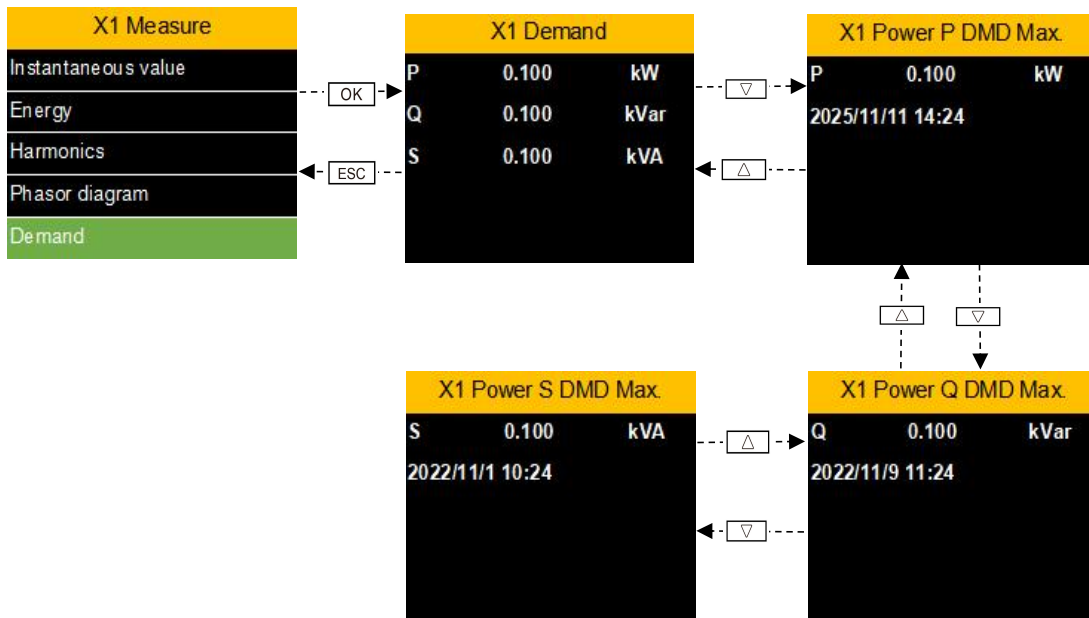 X1 Measure
Instantaneous value
Energy
Harmonics
Phasor diagram
Demand
OK
ESC
X1 Demand
P 0.100 kW
Q 0.100 kVar
S 0.100 kVA
▽
△
X1 Power P DMD Max.
P 0.100 kW
2025/11/11 14:24
△ ▽
X1 Power S DMD Max.
S 0.100 kVA
2022/11/1 10:24
△
▽
X1 Power Q DMD Max.
Q 0.100 kVar
2022/11/9 11:24